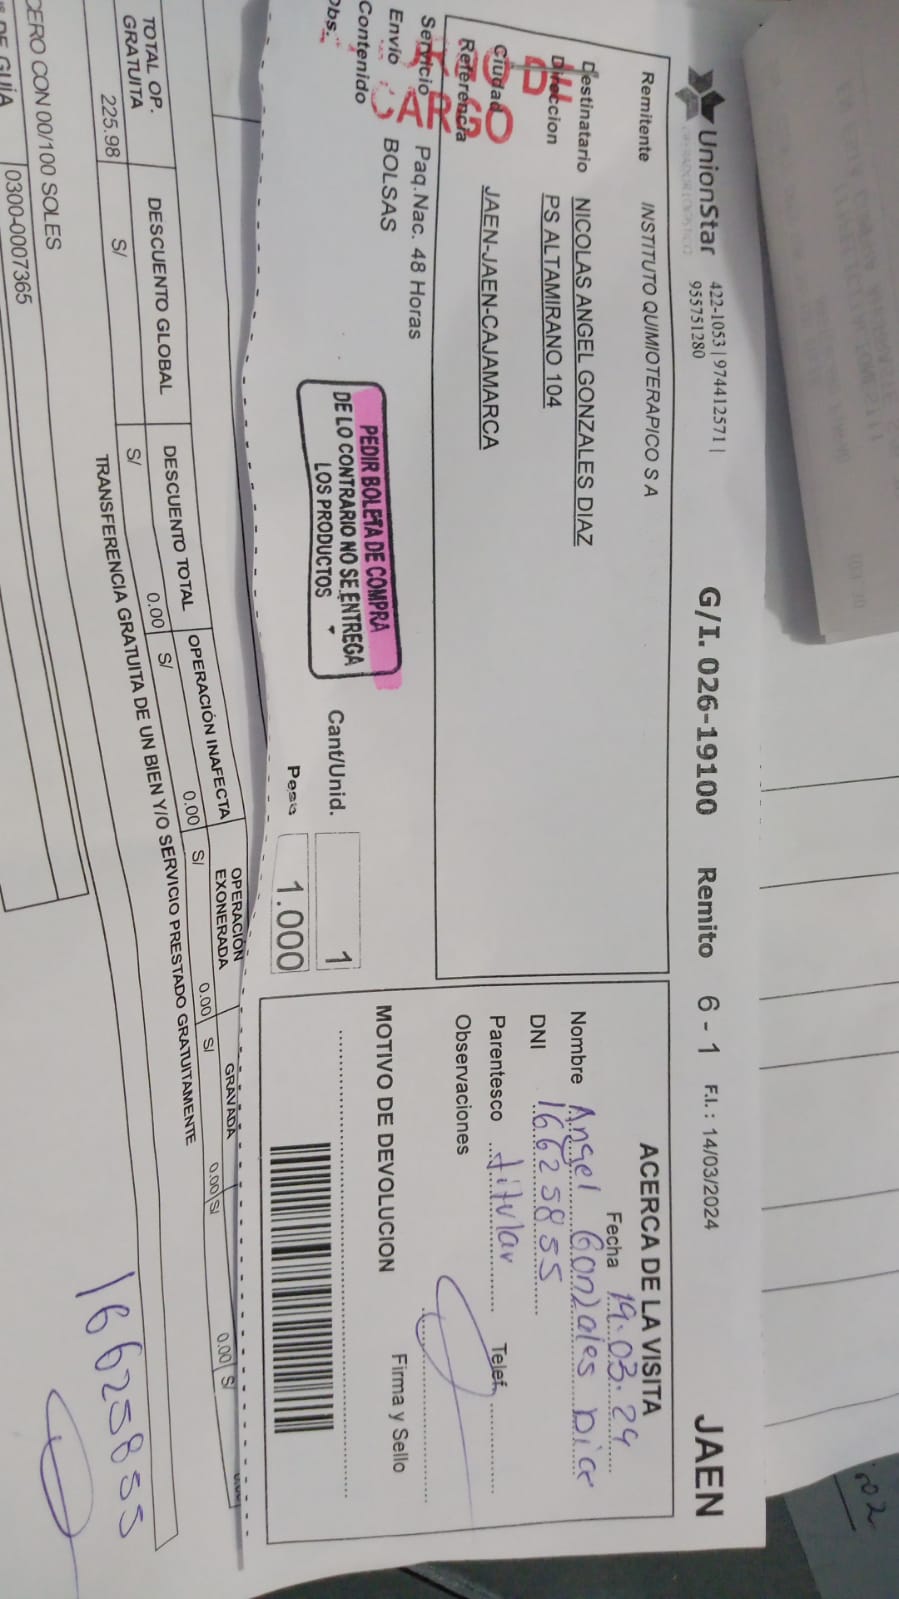 UnionStar
OPERADOR LOGISTICO
422-1053 | 974412571 |
955751280
G/I. 026-19100 Remito 6 - 1 F.I. : 14/03/2024 JAEN
Remitente INSTITUTO QUIMIOTERAPICO S A
Destinatario NICOLAS ANGEL GONZALES DIAZ
Direccion PS ALTAMIRANO 104
Ciudad JAEN-JAEN-CAJAMARCA
Referencia
CARGO
Servicio Paq.Nac. 48 Horas
Envio BOLSAS
Contenido
Obs.
PEDIR BOLETA DE COMPRA
DE LO CONTRARIO NO SE ENTREGA
LOS PRODUCTOS
Cant/Unid. 1
Peso 1.000
ACERCA DE LA VISITA
Fecha 19.03.24
Nombre Angel Gonzales Diaz
DNI 16625855
Parentesco titular Telef.
Observaciones
MOTIVO DE DEVOLUCION
Firma y Sello
TOTAL OP.
GRATUITA
DESCUENTO GLOBAL
DESCUENTO TOTAL
OPERACIÓN INAFECTA
OPERACIÓN
EXONERADA
GRAVADA
225.98 S/ S/ 0.00 S/ 0.00 S/ 0.00 S/ 0.00 S/ 0.00 S/
TRANSFERENCIA GRATUITA DE UN BIEN Y/O SERVICIO PRESTADO GRATUITAMENTE
CERO CON 00/100 SOLES
DE GUÍA 0300-0007365
16625855